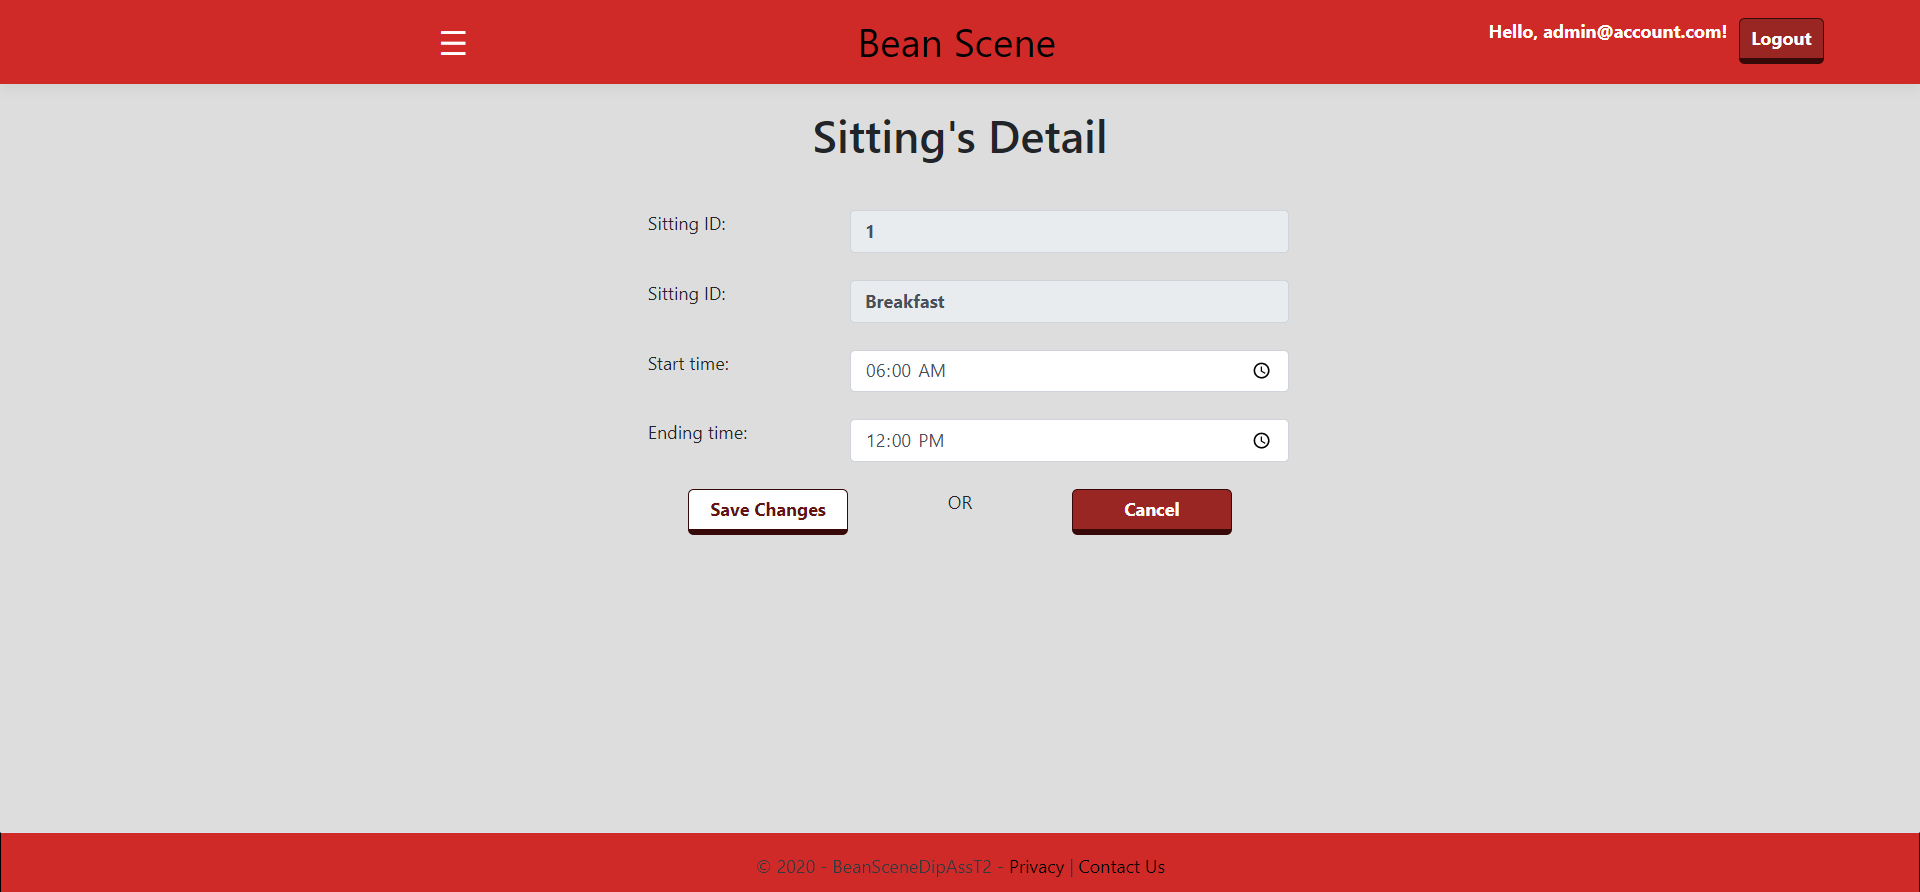 ☰ Bean Scene Hello, admin@account.com! Logout
Sitting's Detail
Sitting ID: 1
Sitting ID: Breakfast
Start time: 06:00 AM
Ending time: 12:00 PM
Save Changes OR Cancel
© 2020 - BeanSceneDipAssT2 - Privacy | Contact Us